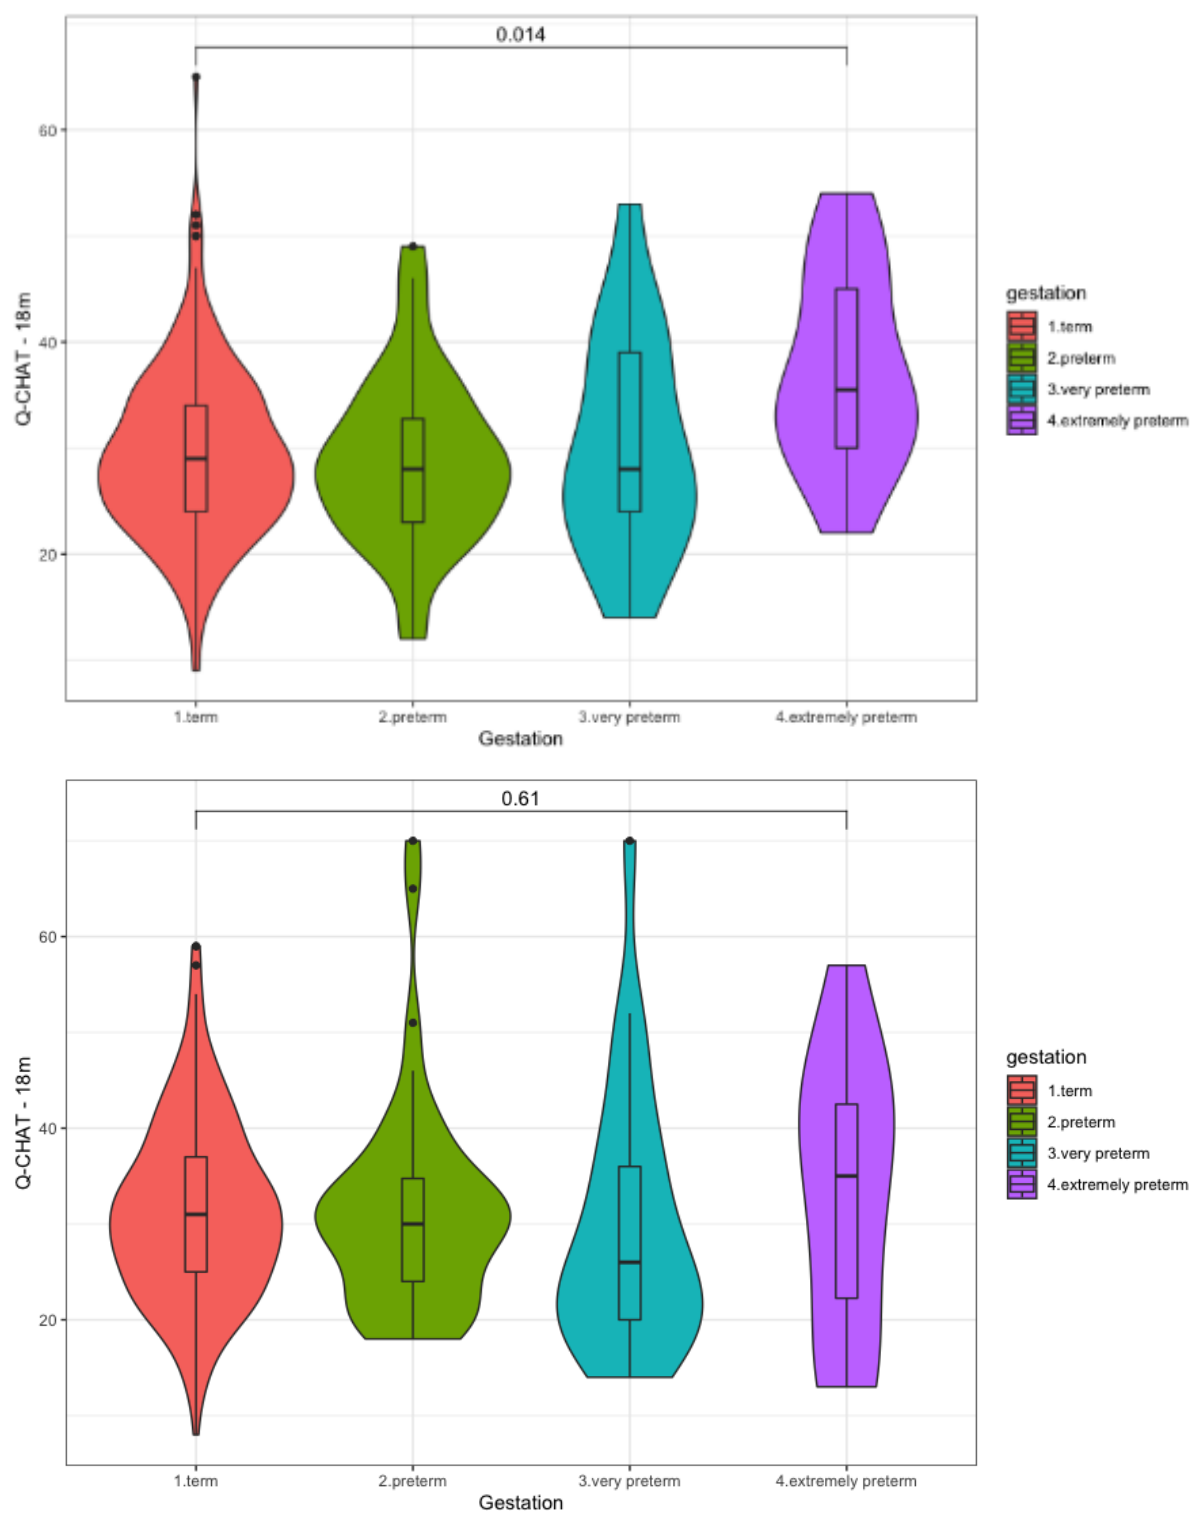 0.014
60
40
20
Q-CHAT - 18m
1.term
2.preterm
3.very preterm
4.extremely preterm
Gestation
gestation
1.term
2.preterm
3.very preterm
4.extremely preterm
0.61
60
40
20
Q-CHAT - 18m
1.term
2.preterm
3.very preterm
4.extremely preterm
Gestation
gestation
1.term
2.preterm
3.very preterm
4.extremely preterm